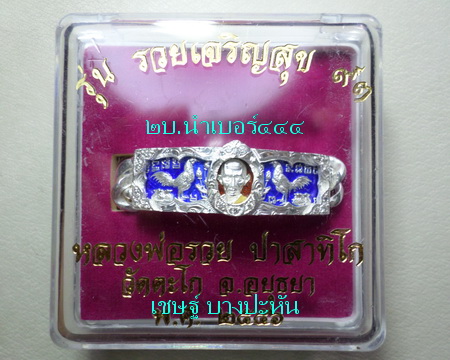 รุ่น รวยเจริญสุข ๑๙๑
๒บ.นำเบอร์๔๔๔
หลวงพ่อรวย ปาสาทิโก
วัดตะโก จ.อยุธยา
เชษฐ์ บางปะหัน